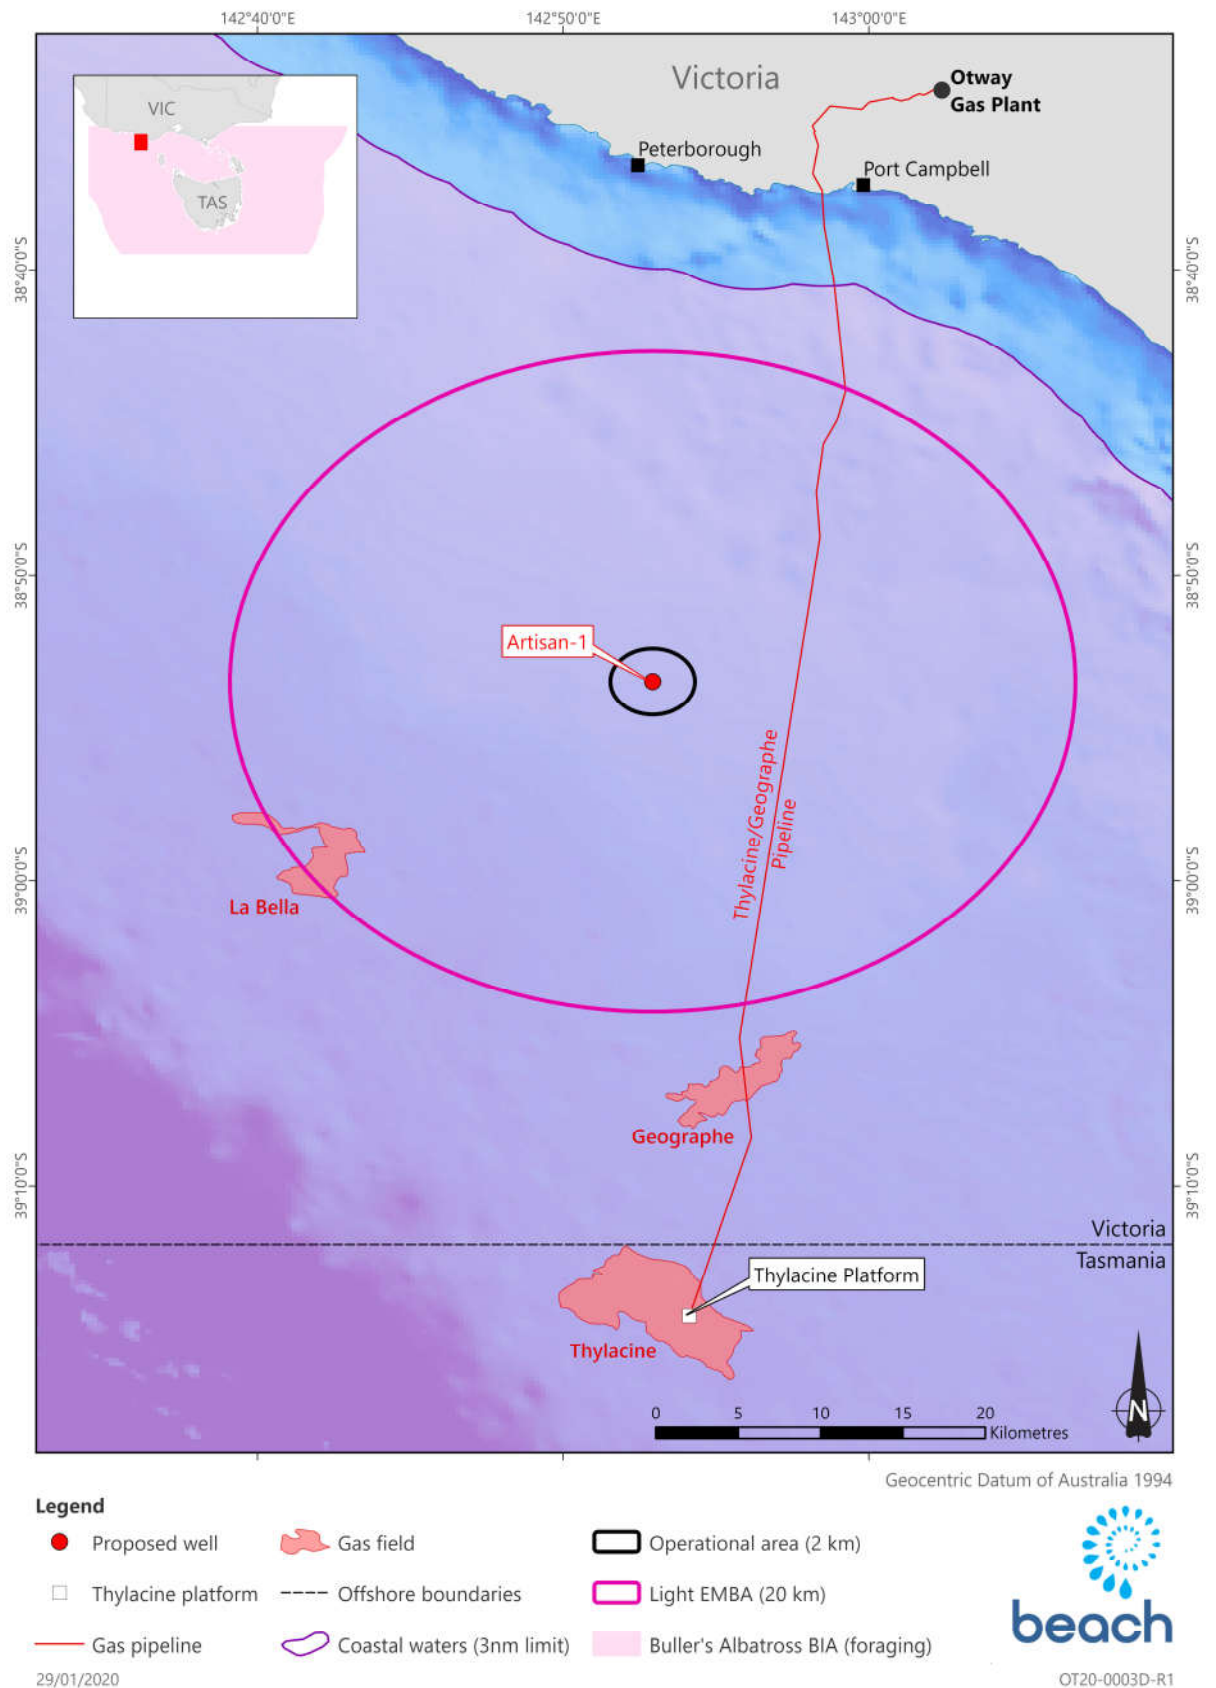 142°40'0"E
142°50'0"E
143°00'0"E
Victoria
Otway
Gas Plant
VIC
TAS
Peterborough
Port Campbell
38°40'0"S
38°40'0"S
38°50'0"S
38°50'0"S
Artisan-1
Thylacine/Geographe
Pipeline
39°00'0"S
39°00'0"S
La Bella
Geographe
39°10'0"S
39°10'0"S
Victoria
Tasmania
Thylacine Platform
Thylacine
0 5 10 15 20
Kilometres
N
Geocentric Datum of Australia 1994
Legend
Proposed well
Gas field
Operational area (2 km)
Thylacine platform
Offshore boundaries
Light EMBA (20 km)
Gas pipeline
Coastal waters (3nm limit)
Buller's Albatross BIA (foraging)
beach
29/01/2020
OT20-0003D-R1